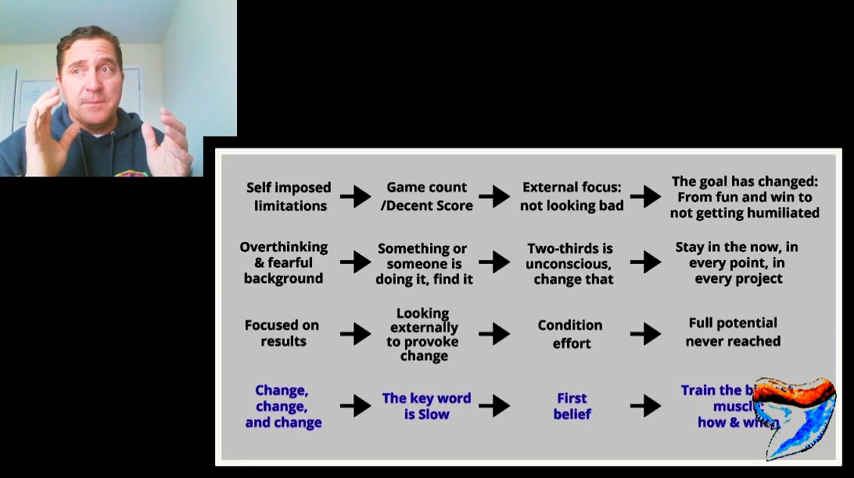 Self imposed
limitations
Game count
/Decent Score
External focus:
not looking bad
The goal has changed:
From fun and win to
not getting humiliated
Overthinking
& fearful
background
Something or
someone is
doing it, find it
Two-thirds is
unconscious,
change that
Stay in the now, in
every point, in
every project
Focused on
results
Looking
externally
to provoke
change
Condition
effort
Full potential
never reached
Change,
change,
and change
The key word
is Slow
First
belief
Train the
how &